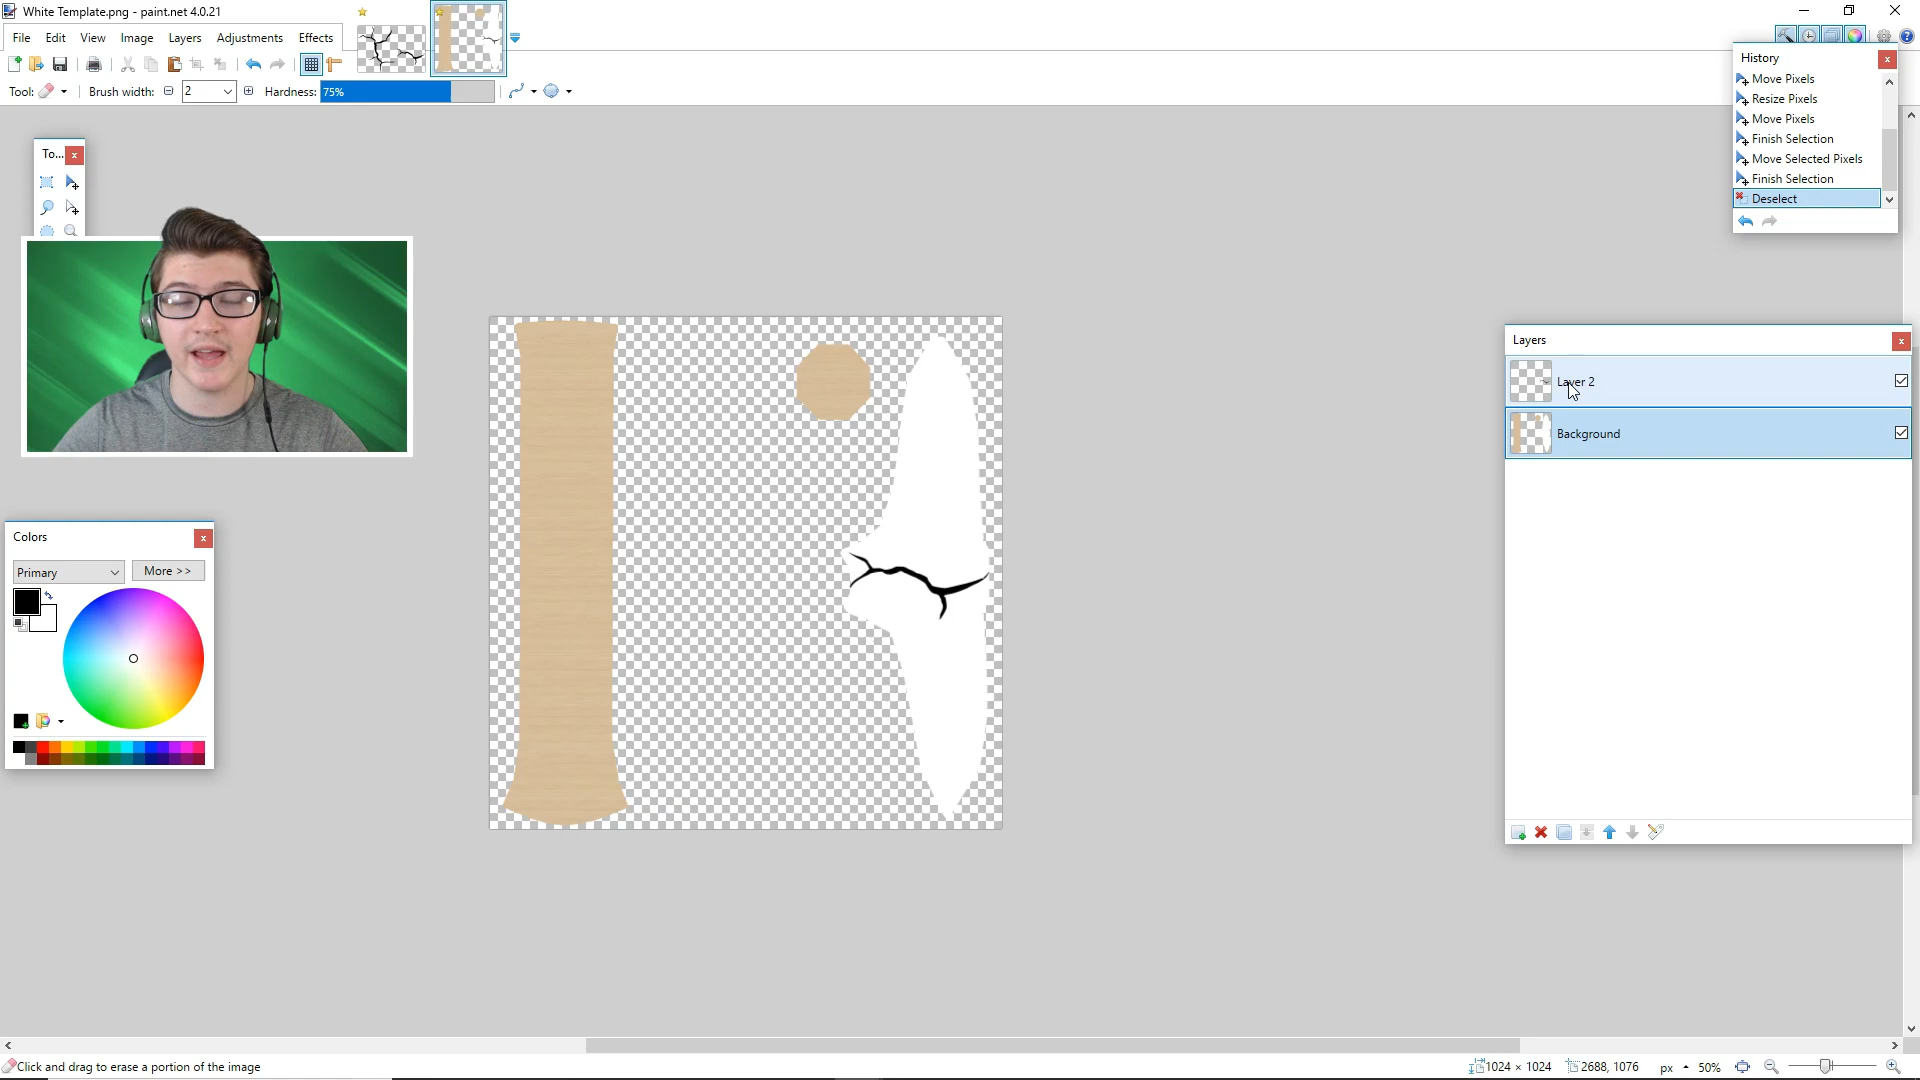 White Template.png - paint.net 4.0.21
File Edit View Image Layers Adjustments Effects
Tool: Brush width: 2 Hardness: 75%
History
Move Pixels
Resize Pixels
Move Pixels
Finish Selection
Move Selected Pixels
Finish Selection
Deselect
To...
Layers
Layer 2
Background
Colors
Primary More >>
Click and drag to erase a portion of the image
1024 × 1024 2688, 1076 px 50%